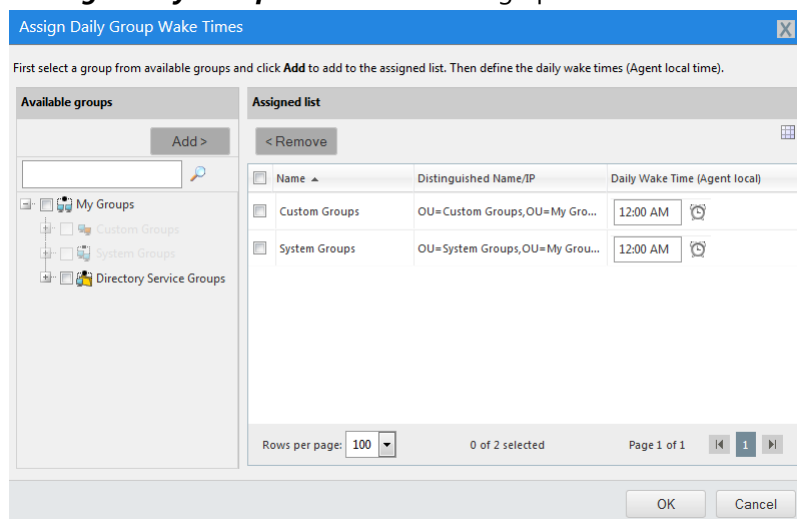 Assign Daily Group Wake Times
X
First select a group from available groups and click Add to add to the assigned list. Then define the daily wake times (Agent local time).
Available groups
Assigned list
Add >
< Remove
Name
Distinguished Name/IP
Daily Wake Time (Agent local)
My Groups
Custom Groups
System Groups
Directory Service Groups
Custom Groups
OU=Custom Groups,OU=My Gro...
12:00 AM
System Groups
OU=System Groups,OU=My Grou...
12:00 AM
Rows per page: 100
0 of 2 selected
Page 1 of 1
1
OK
Cancel